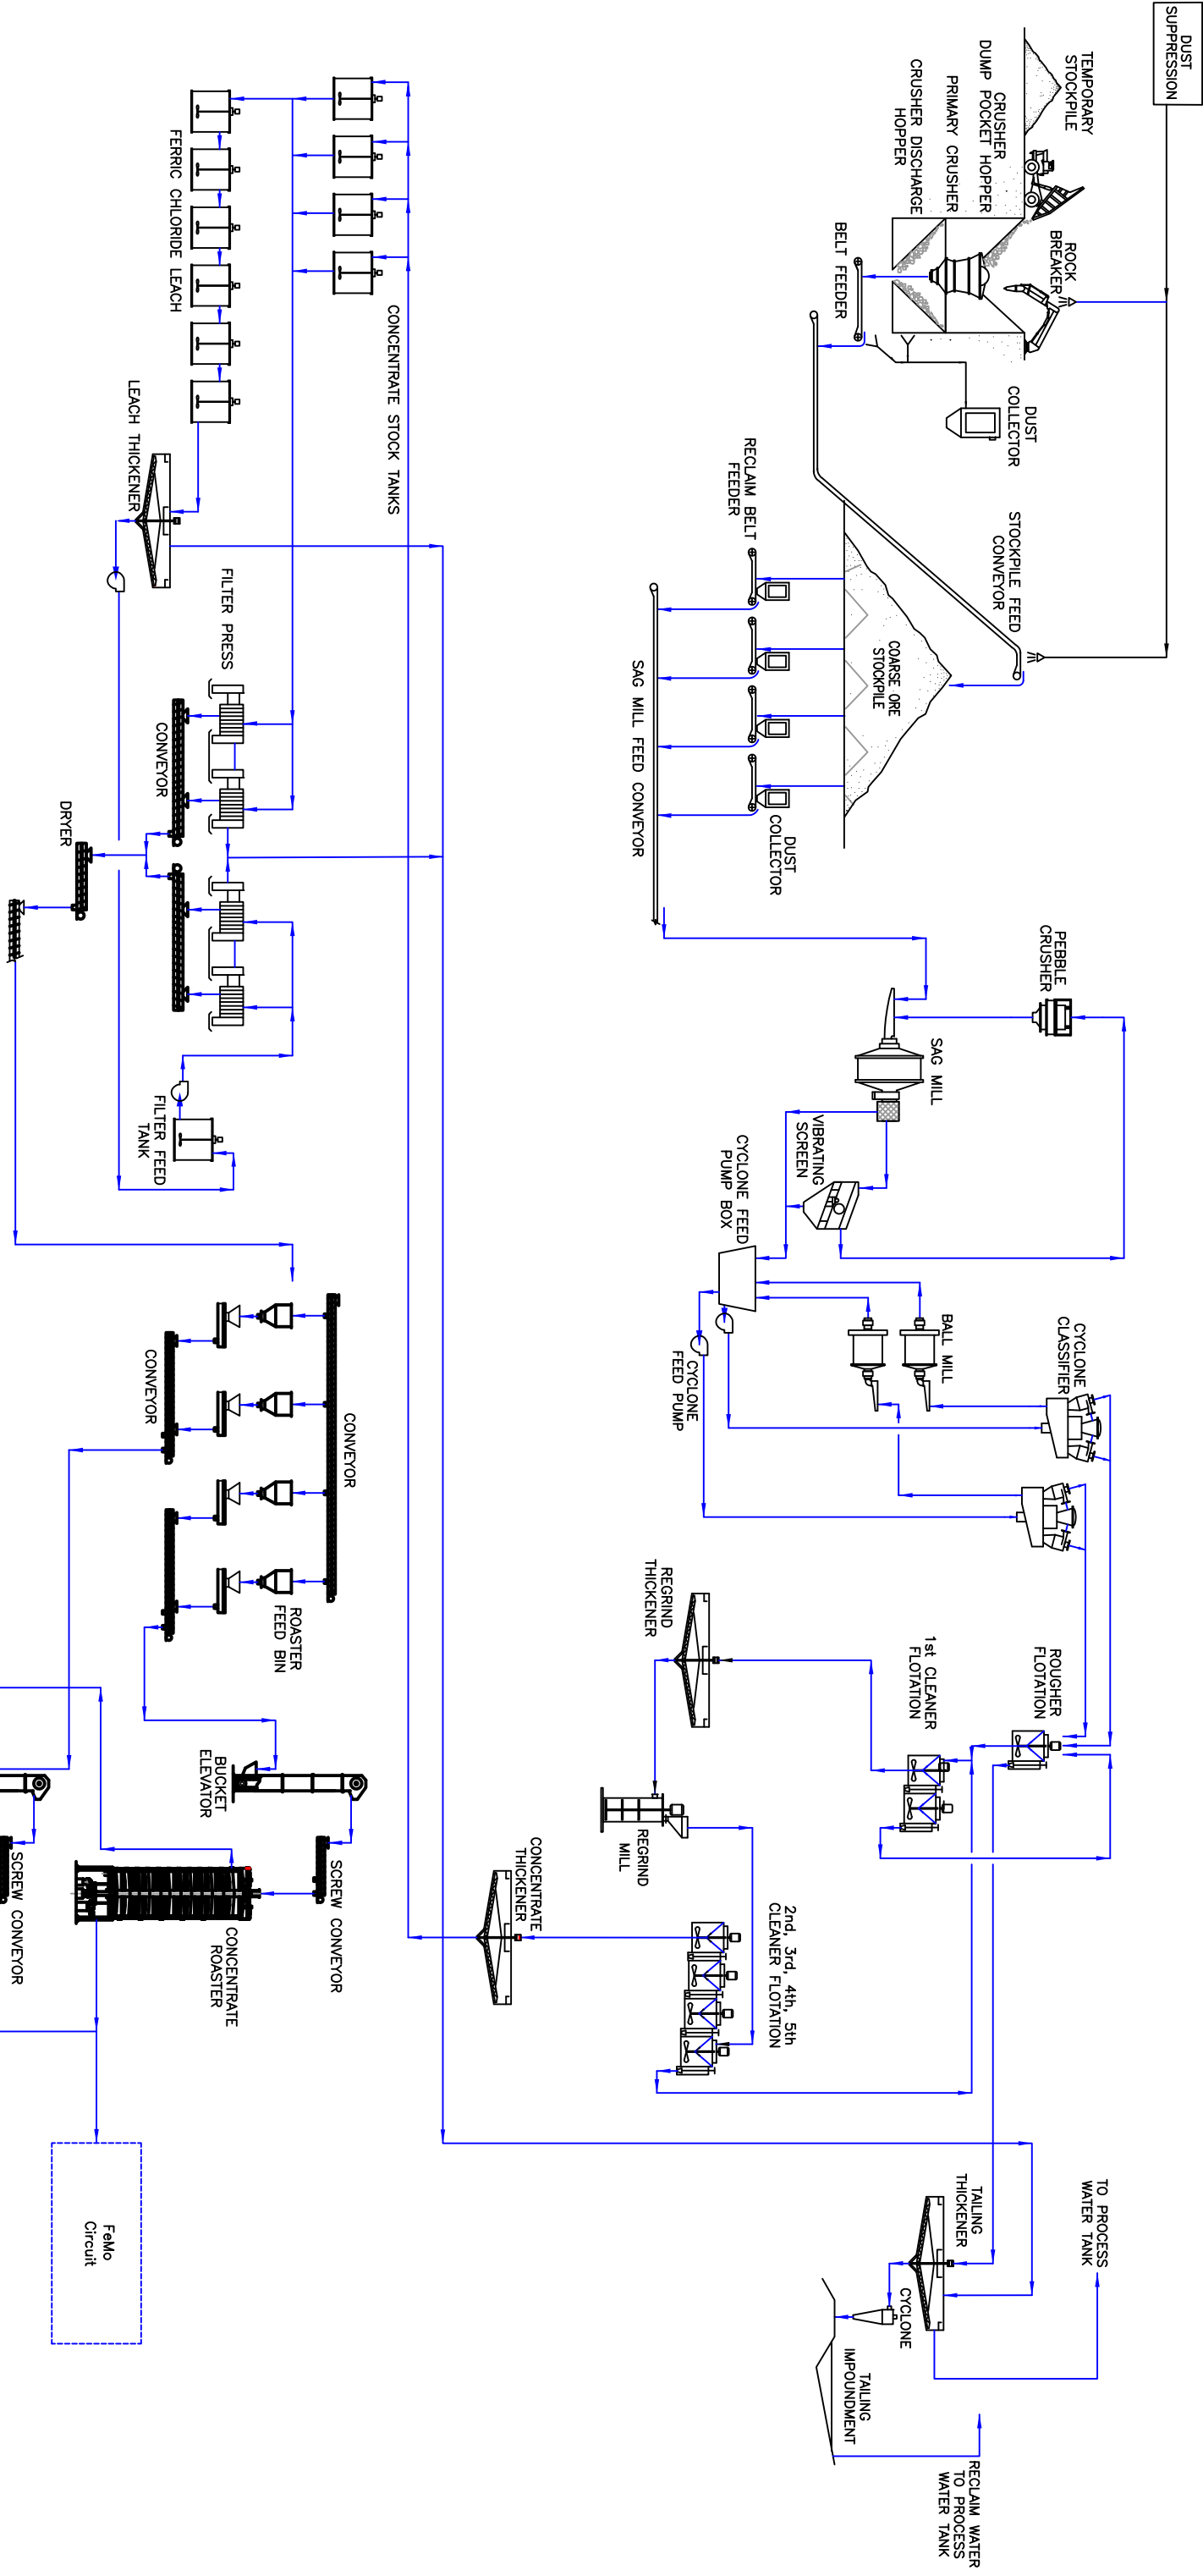 DUST
SUPPRESSION
TEMPORARY
STOCKPILE
CRUSHER
DUMP POCKET HOPPER
PRIMARY CRUSHER
CRUSHER DISCHARGE
HOPPER
ROCK
BREAKER
BELT FEEDER
DUST
COLLECTOR
STOCKPILE FEED
CONVEYOR
RECLAIM BELT
FEEDER
COARSE ORE
STOCKPILE
DUST
COLLECTOR
SAG MILL FEED CONVEYOR
PEBBLE
CRUSHER
SAG MILL
VIBRATING
SCREEN
CYCLONE FEED
PUMP BOX
BALL MILL
CYCLONE
CLASSIFIER
CYCLONE
FEED PUMP
ROUGHER
FLOTATION
1st CLEANER
FLOTATION
REGRIND
THICKENER
REGRIND
MILL
2nd, 3rd, 4th, 5th
CLEANER FLOTATION
CONCENTRATE
THICKENER
TAILING
THICKENER
TO PROCESS
WATER TANK
CYCLONE
TAILING
IMPOUNDMENT
RECLAIM WATER
TO PROCESS
WATER TANK
CONCENTRATE STOCK TANKS
FERRIC CHLORIDE LEACH
LEACH THICKENER
FILTER PRESS
CONVEYOR
DRYER
FILTER FEED
TANK
CONVEYOR
ROASTER
FEED BIN
CONVEYOR
BUCKET
ELEVATOR
SCREW CONVEYOR
CONCENTRATE
ROASTER
SCREW CONVEYOR
FeMo
Circuit